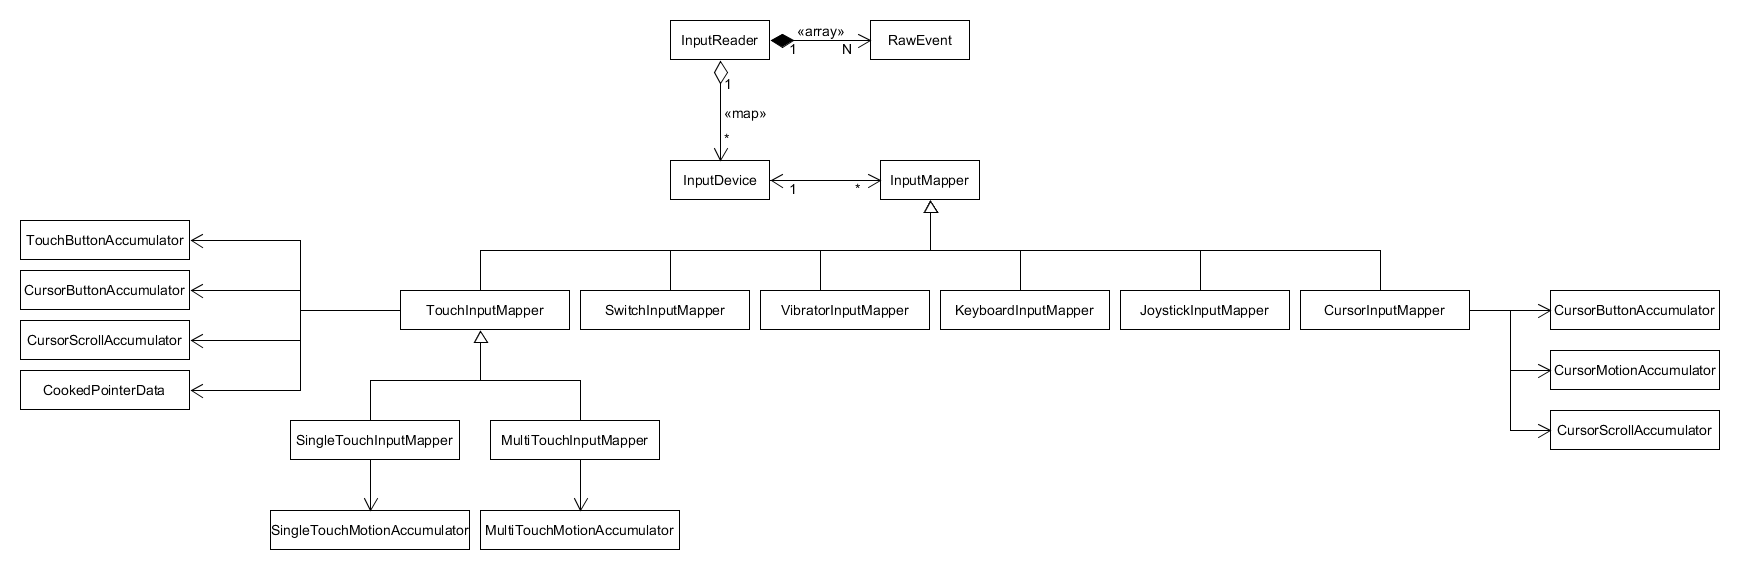 InputReader
«array»
1
N
RawEvent
1
«map»
*
InputDevice
1
*
InputMapper
TouchButtonAccumulator
CursorButtonAccumulator
CursorScrollAccumulator
CookedPointerData
TouchInputMapper
SwitchInputMapper
VibratorInputMapper
KeyboardInputMapper
JoystickInputMapper
CursorInputMapper
CursorButtonAccumulator
CursorMotionAccumulator
CursorScrollAccumulator
SingleTouchInputMapper
MultiTouchInputMapper
SingleTouchMotionAccumulator
MultiTouchMotionAccumulator